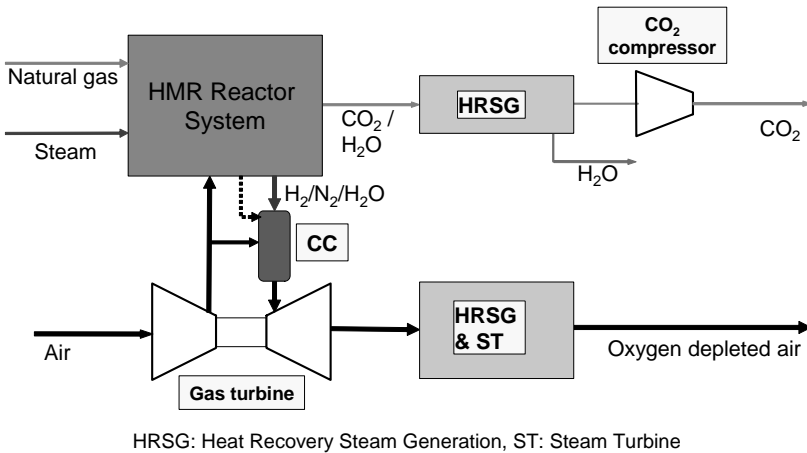 CO₂
compressor
Natural gas
HMR Reactor
System
HRSG
Steam
CO₂ /
H₂O
CO₂
H₂O
H₂/N₂/H₂O
CC
HRSG
& ST
Air
Oxygen depleted air
Gas turbine
HRSG: Heat Recovery Steam Generation, ST: Steam Turbine